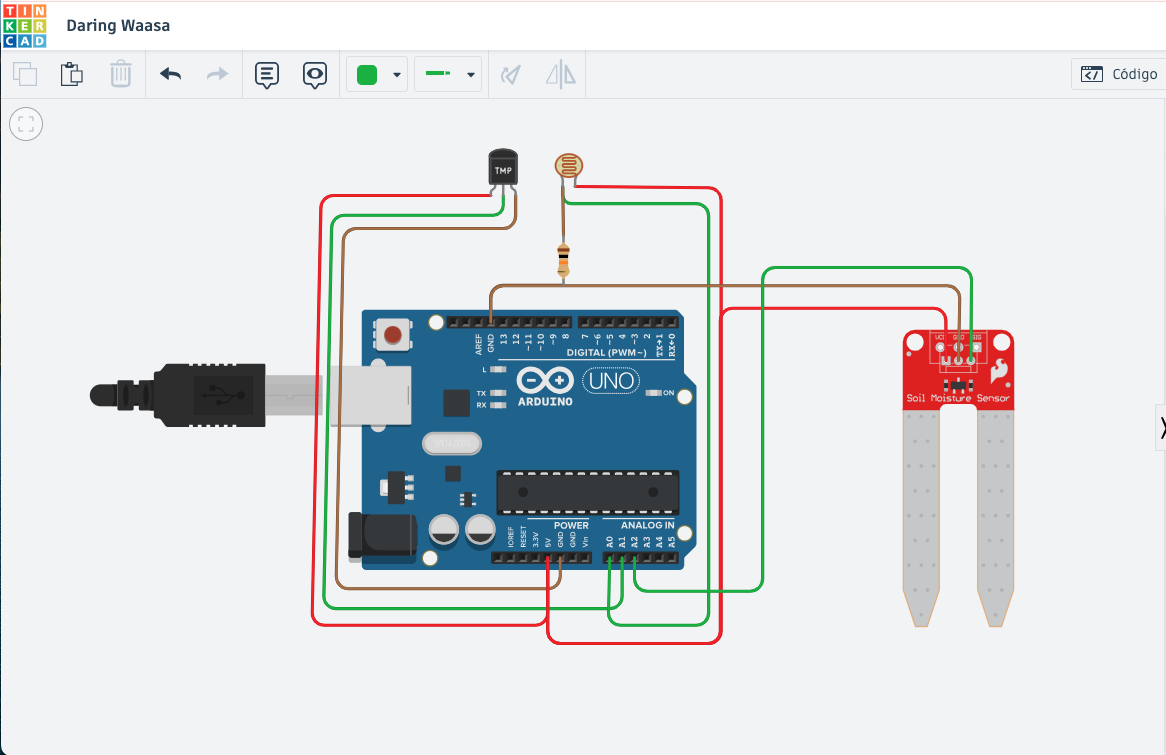 TIN
KER
CAD
Daring Waasa
Código
TMP
AREF
GND
13
12
~11
~10
~9
8
7
~6
~5
4
~3
2
TX→1
RX←0
DIGITAL (PWM~)
L
TX
RX
UNO
ON
ARDUINO
VCC GND SIG
Soil Moisture Sensor
POWER
ANALOG IN
IOREF
RESET
3.3V
5V
GND
GND
Vin
A0
A1
A2
A3
A4
A5